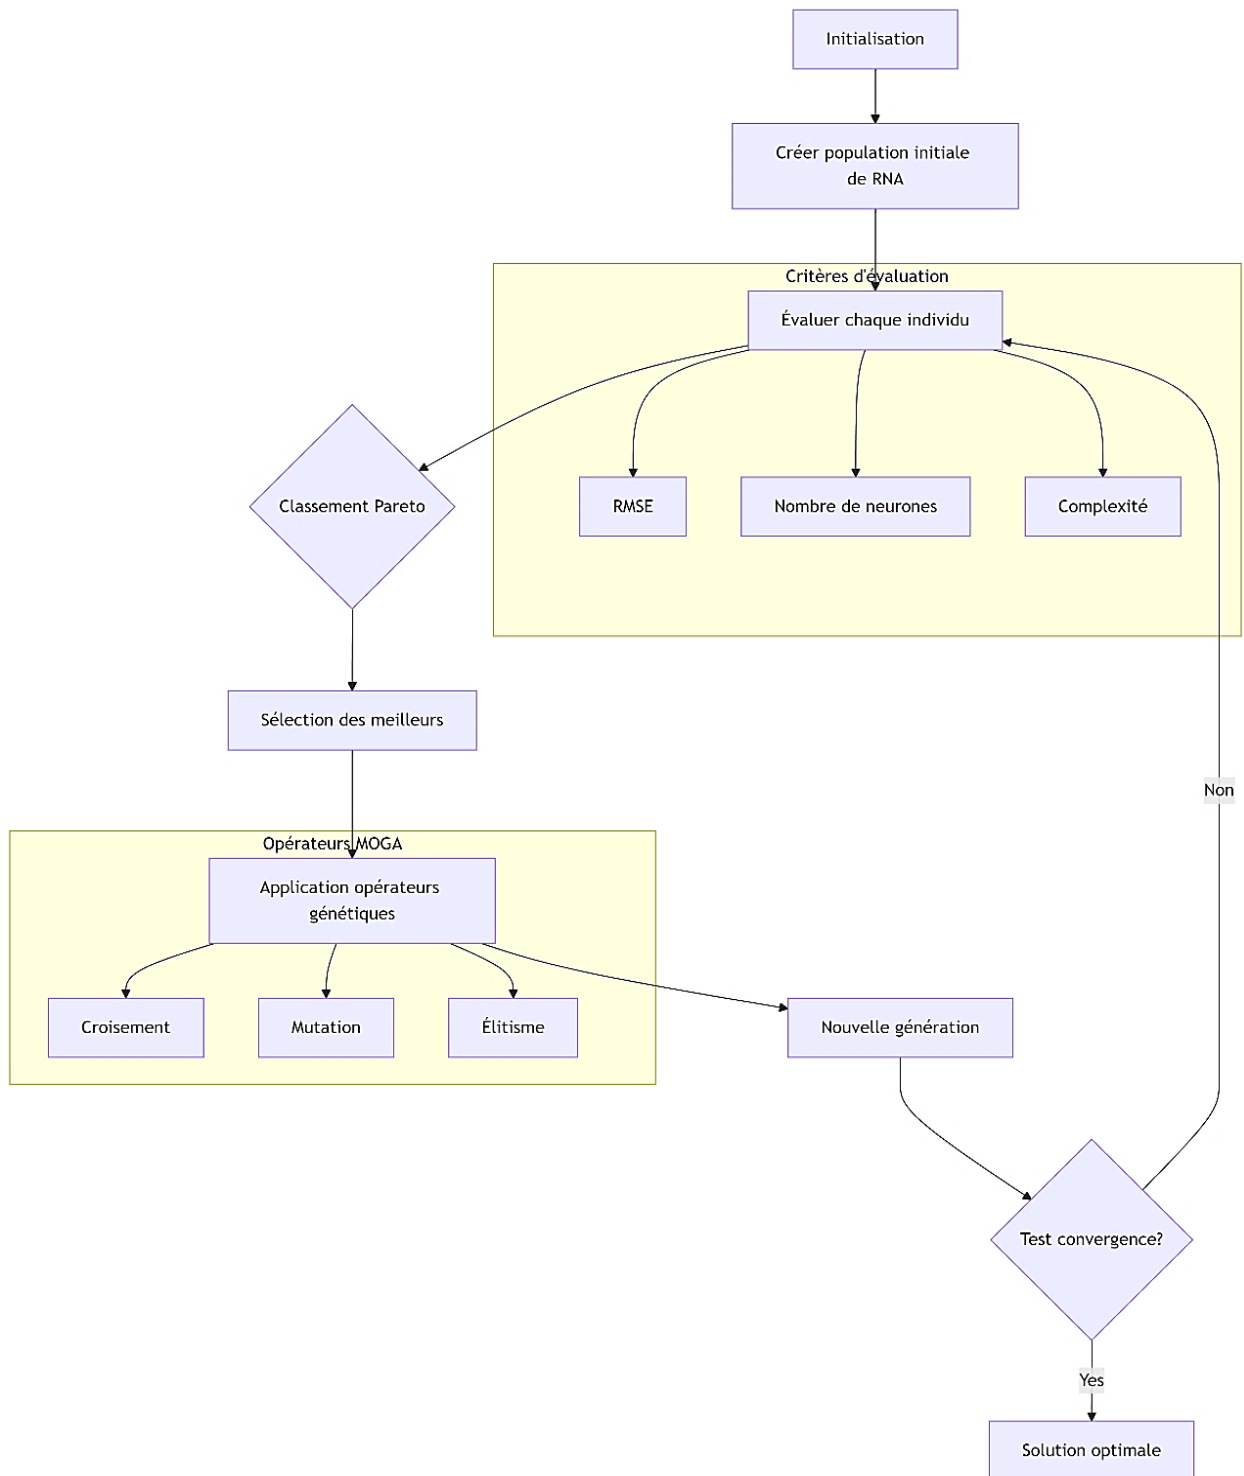 Initialisation
Créer population initiale
de RNA
Critères d'évaluation
Évaluer chaque individu
Classement Pareto
RMSE
Nombre de neurones
Complexité
Sélection des meilleurs
Non
Opérateurs MOGA
Application opérateurs
génétiques
Croisement
Mutation
Élitisme
Nouvelle génération
Test convergence?
Yes
Solution optimale